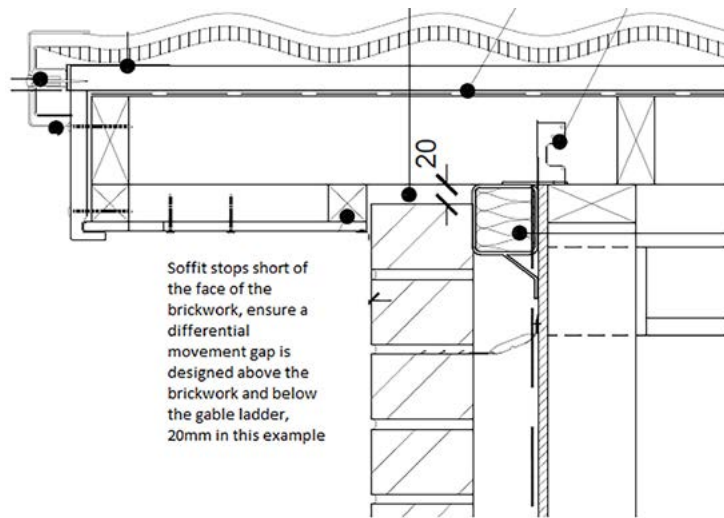 20
Soffit stops short of
the face of the
brickwork, ensure a
differential
movement gap is
designed above the
brickwork and below
the gable ladder,
20mm in this example